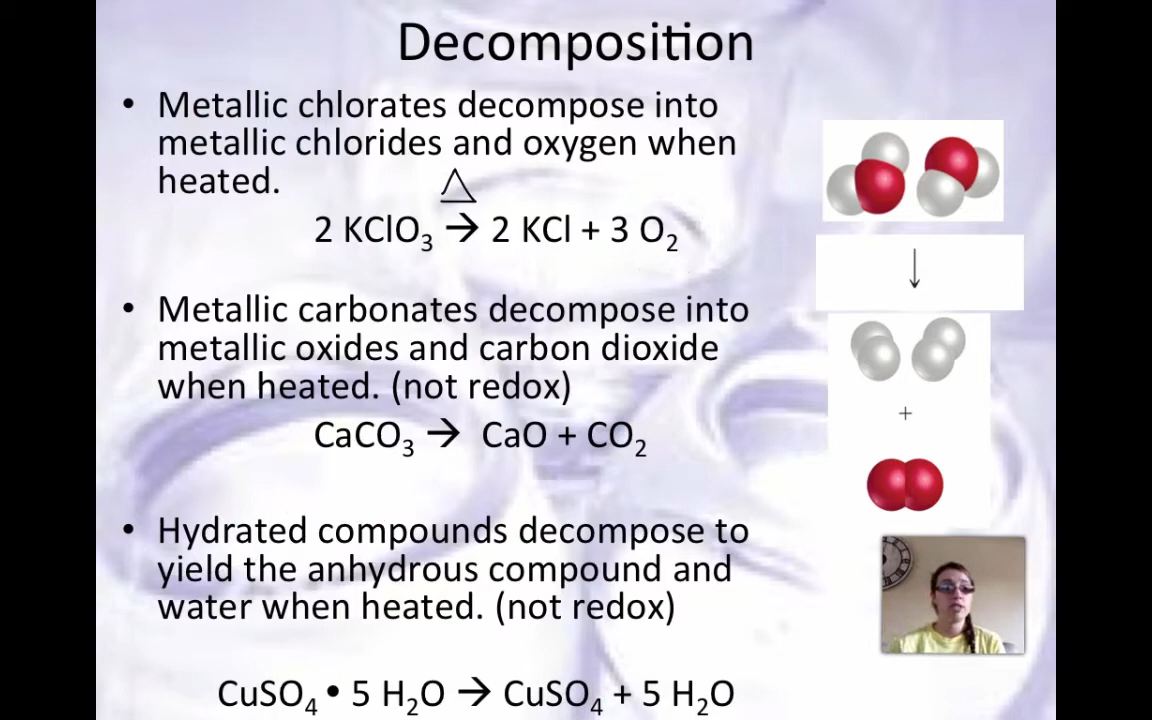 Decomposition
• Metallic chlorates decompose into
metallic chlorides and oxygen when
heated.
△
2 KClO₃ → 2 KCl + 3 O₂
• Metallic carbonates decompose into
metallic oxides and carbon dioxide
when heated. (not redox)
CaCO₃ → CaO + CO₂
• Hydrated compounds decompose to
yield the anhydrous compound and
water when heated. (not redox)
CuSO₄ • 5 H₂O → CuSO₄ + 5 H₂O
↓
+